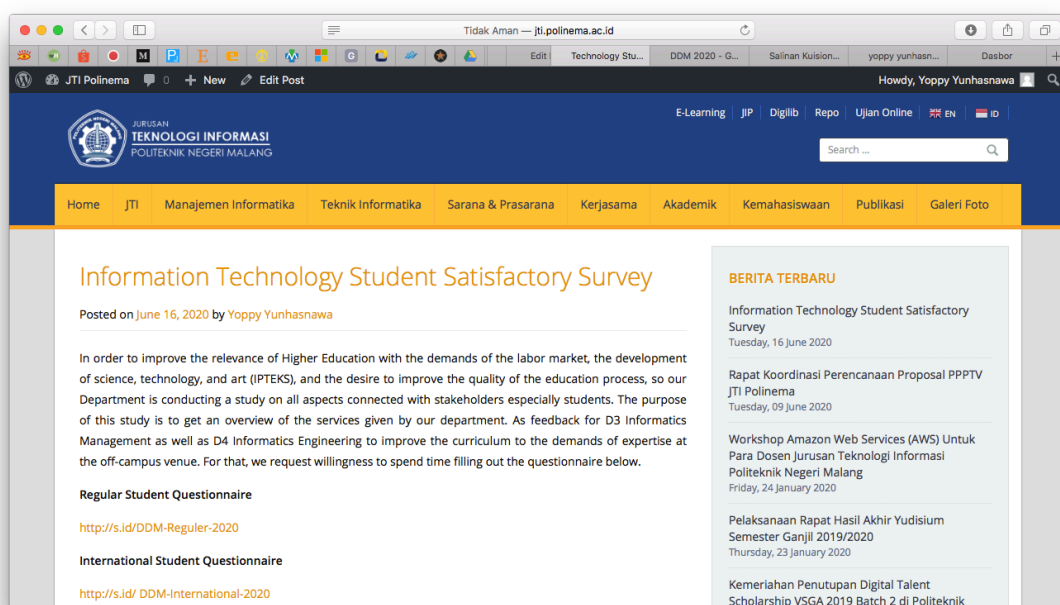 Tidak Aman — jti.polinema.ac.id
Edit Technology Stu... DDM 2020 - G... Salinan Kuision... yoppy yunhasn... Dasbor
JTI Polinema 0 + New Edit Post Howdy, Yoppy Yunhasnawa
E-Learning JIP Digilib Repo Ujian Online EN ID
JURUSAN
TEKNOLOGI INFORMASI
POLITEKNIK NEGERI MALANG
Search ...
Home JTI Manajemen Informatika Teknik Informatika Sarana & Prasarana Kerjasama Akademik Kemahasiswaan Publikasi Galeri Foto
Information Technology Student Satisfactory Survey
Posted on June 16, 2020 by Yoppy Yunhasnawa
In order to improve the relevance of Higher Education with the demands of the labor market, the development
of science, technology, and art (IPTEKS), and the desire to improve the quality of the education process, so our
Department is conducting a study on all aspects connected with stakeholders especially students. The purpose
of this study is to get an overview of the services given by our department. As feedback for D3 Informatics
Management as well as D4 Informatics Engineering to improve the curriculum to the demands of expertise at
the off-campus venue. For that, we request willingness to spend time filling out the questionnaire below.
Regular Student Questionnaire
http://s.id/DDM-Reguler-2020
International Student Questionnaire
http://s.id/ DDM-International-2020
BERITA TERBARU
Information Technology Student Satisfactory
Survey
Tuesday, 16 June 2020
Rapat Koordinasi Perencanaan Proposal PPPTV
JTI Polinema
Tuesday, 09 June 2020
Workshop Amazon Web Services (AWS) Untuk
Para Dosen Jurusan Teknologi Informasi
Politeknik Negeri Malang
Friday, 24 January 2020
Pelaksanaan Rapat Hasil Akhir Yudisium
Semester Ganjil 2019/2020
Thursday, 23 January 2020
Kemeriahan Penutupan Digital Talent
Scholarship VSGA 2019 Batch 2 di Politeknik